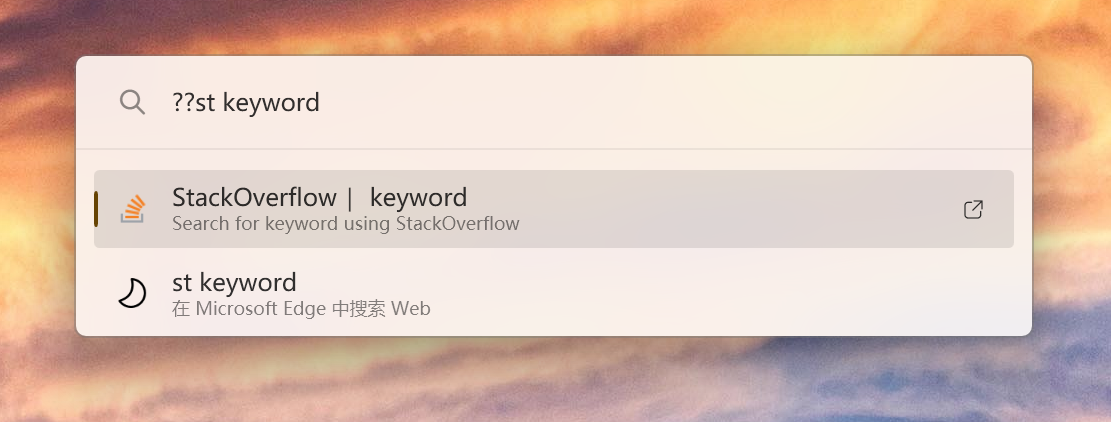 ??st keyword
StackOverflow｜ keyword
Search for keyword using StackOverflow
st keyword
在 Microsoft Edge 中搜索 Web